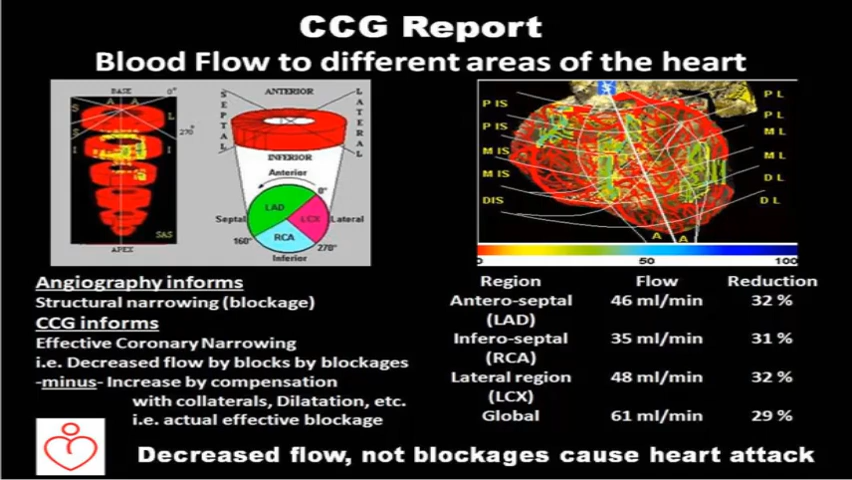 CCG Report
Blood Flow to different areas of the heart
BASE
0°
A A
S L
S 270°
I I
SAS
APEX
ANTERIOR
SEPTAL
LATERAL
INFERIOR
Anterior
0°
LAD
Septal LCX Lateral
RCA
160° 270°
Inferior
P IS P L
P IS P L
M L
M IS M L
M IS D L
DIS D L
A A
0 50 100
Angiography informs
Structural narrowing (blockage)
CCG informs
Effective Coronary Narrowing
i.e. Decreased flow by blocks by blockages
-minus- Increase by compensation
with collaterals, Dilatation, etc.
i.e. actual effective blockage
Region Flow Reduction
Antero-septal 46 ml/min 32 %
(LAD)
Infero-septal 35 ml/min 31 %
(RCA)
Lateral region 48 ml/min 32 %
(LCX)
Global 61 ml/min 29 %
Decreased flow, not blockages cause heart attack